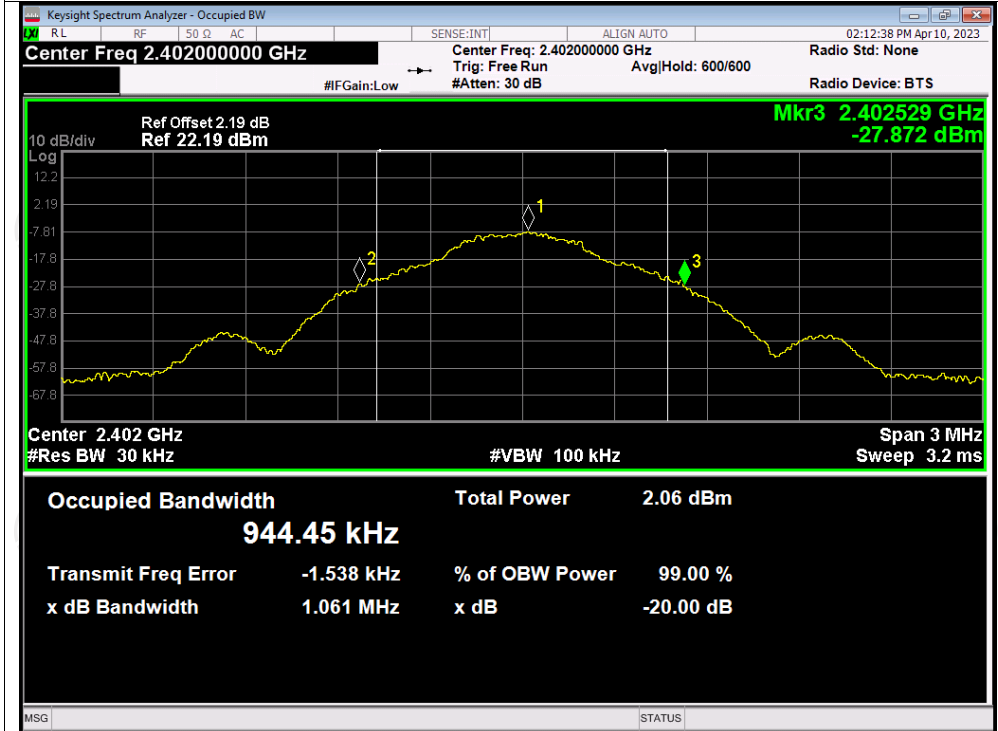 Keysight Spectrum Analyzer - Occupied BW
LXI RL RF 50 Ω AC SENSE:INT ALIGN AUTO 02:12:38 PM Apr 10, 2023
Center Freq 2.402000000 GHz
Center Freq: 2.402000000 GHz
Radio Std: None
Trig: Free Run Avg|Hold: 600/600
#IFGain:Low #Atten: 30 dB
Radio Device: BTS
Mkr3 2.402529 GHz
-27.872 dBm
Ref Offset 2.19 dB
10 dB/div Ref 22.19 dBm
Log
12.2
2.19
-7.81
-17.8
-27.8
-37.8
-47.8
-57.8
-67.8
1
2
3
Center 2.402 GHz Span 3 MHz
#Res BW 30 kHz #VBW 100 kHz Sweep 3.2 ms
Occupied Bandwidth Total Power 2.06 dBm
944.45 kHz
Transmit Freq Error -1.538 kHz % of OBW Power 99.00 %
x dB Bandwidth 1.061 MHz x dB -20.00 dB
MSG STATUS